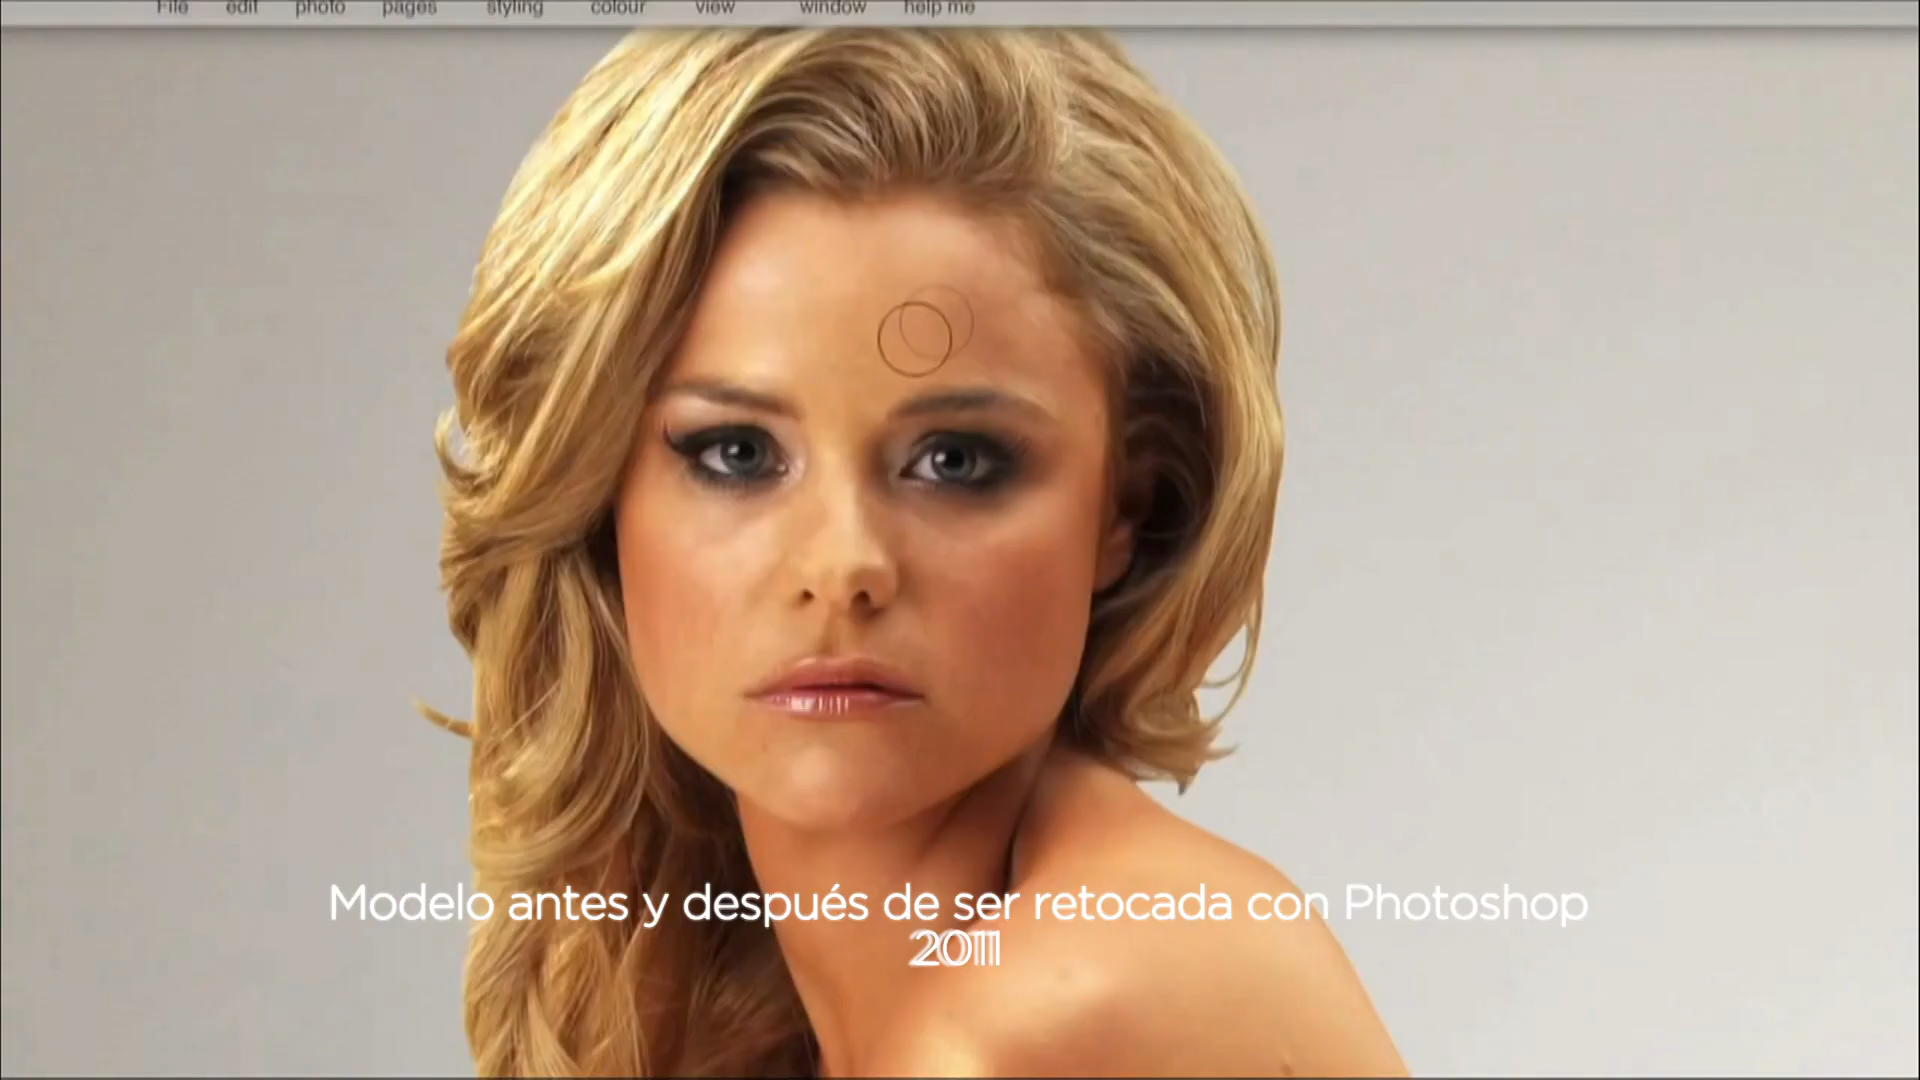 File edit photo pages styling colour view window help me
Modelo antes y después de ser retocada con Photoshop
2011